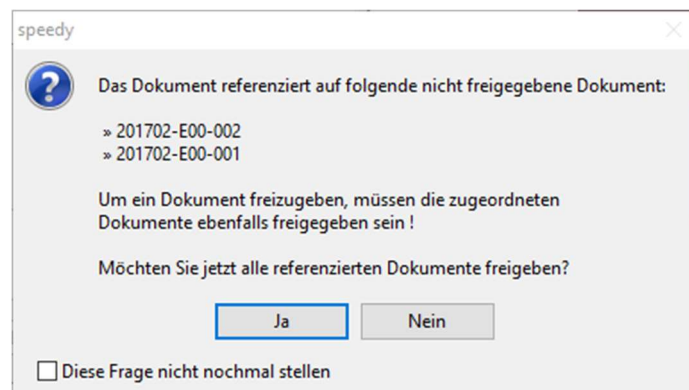 speedy
Das Dokument referenziert auf folgende nicht freigegebene Dokument:
» 201702-E00-002
» 201702-E00-001
Um ein Dokument freizugeben, müssen die zugeordneten
Dokumente ebenfalls freigegeben sein !
Möchten Sie jetzt alle referenzierten Dokumente freigeben?
Ja
Nein
Diese Frage nicht nochmal stellen